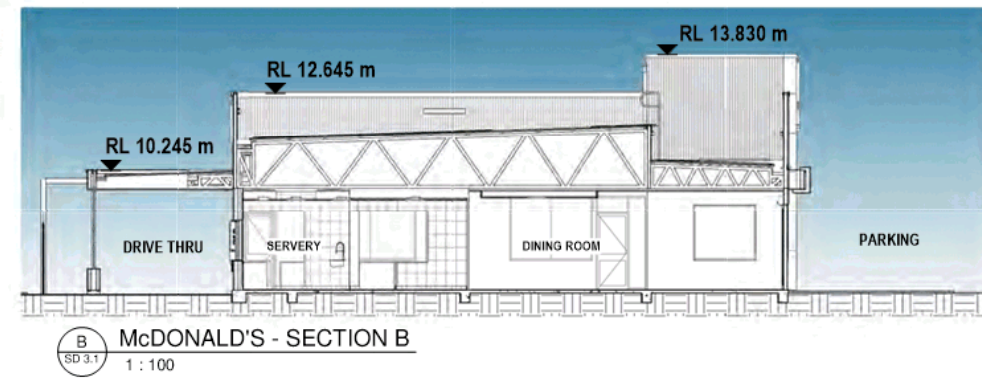 RL 13.830 m
RL 12.645 m
RL 10.245 m
DRIVE THRU
SERVERY
DINING ROOM
PARKING
B
SD 3.1
McDONALD'S - SECTION B
1 : 100